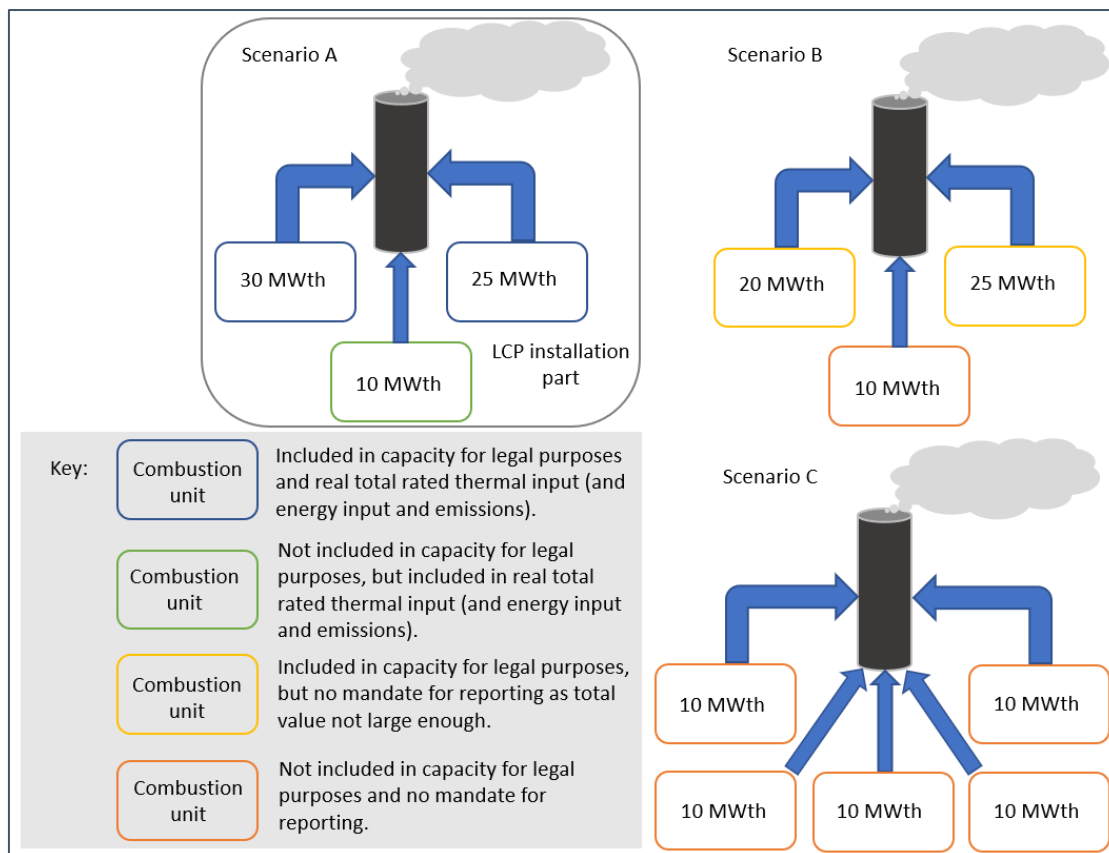 Scenario A
30 MWth
25 MWth
10 MWth
LCP installation
part
Scenario B
20 MWth
25 MWth
10 MWth
Key:
Combustion
unit
Included in capacity for legal purposes
and real total rated thermal input (and
energy input and emissions).
Combustion
unit
Not included in capacity for legal
purposes, but included in real total
rated thermal input (and energy input
and emissions).
Combustion
unit
Included in capacity for legal purposes,
but no mandate for reporting as total
value not large enough.
Combustion
unit
Not included in capacity for legal
purposes and no mandate for
reporting.
Scenario C
10 MWth
10 MWth
10 MWth
10 MWth
10 MWth